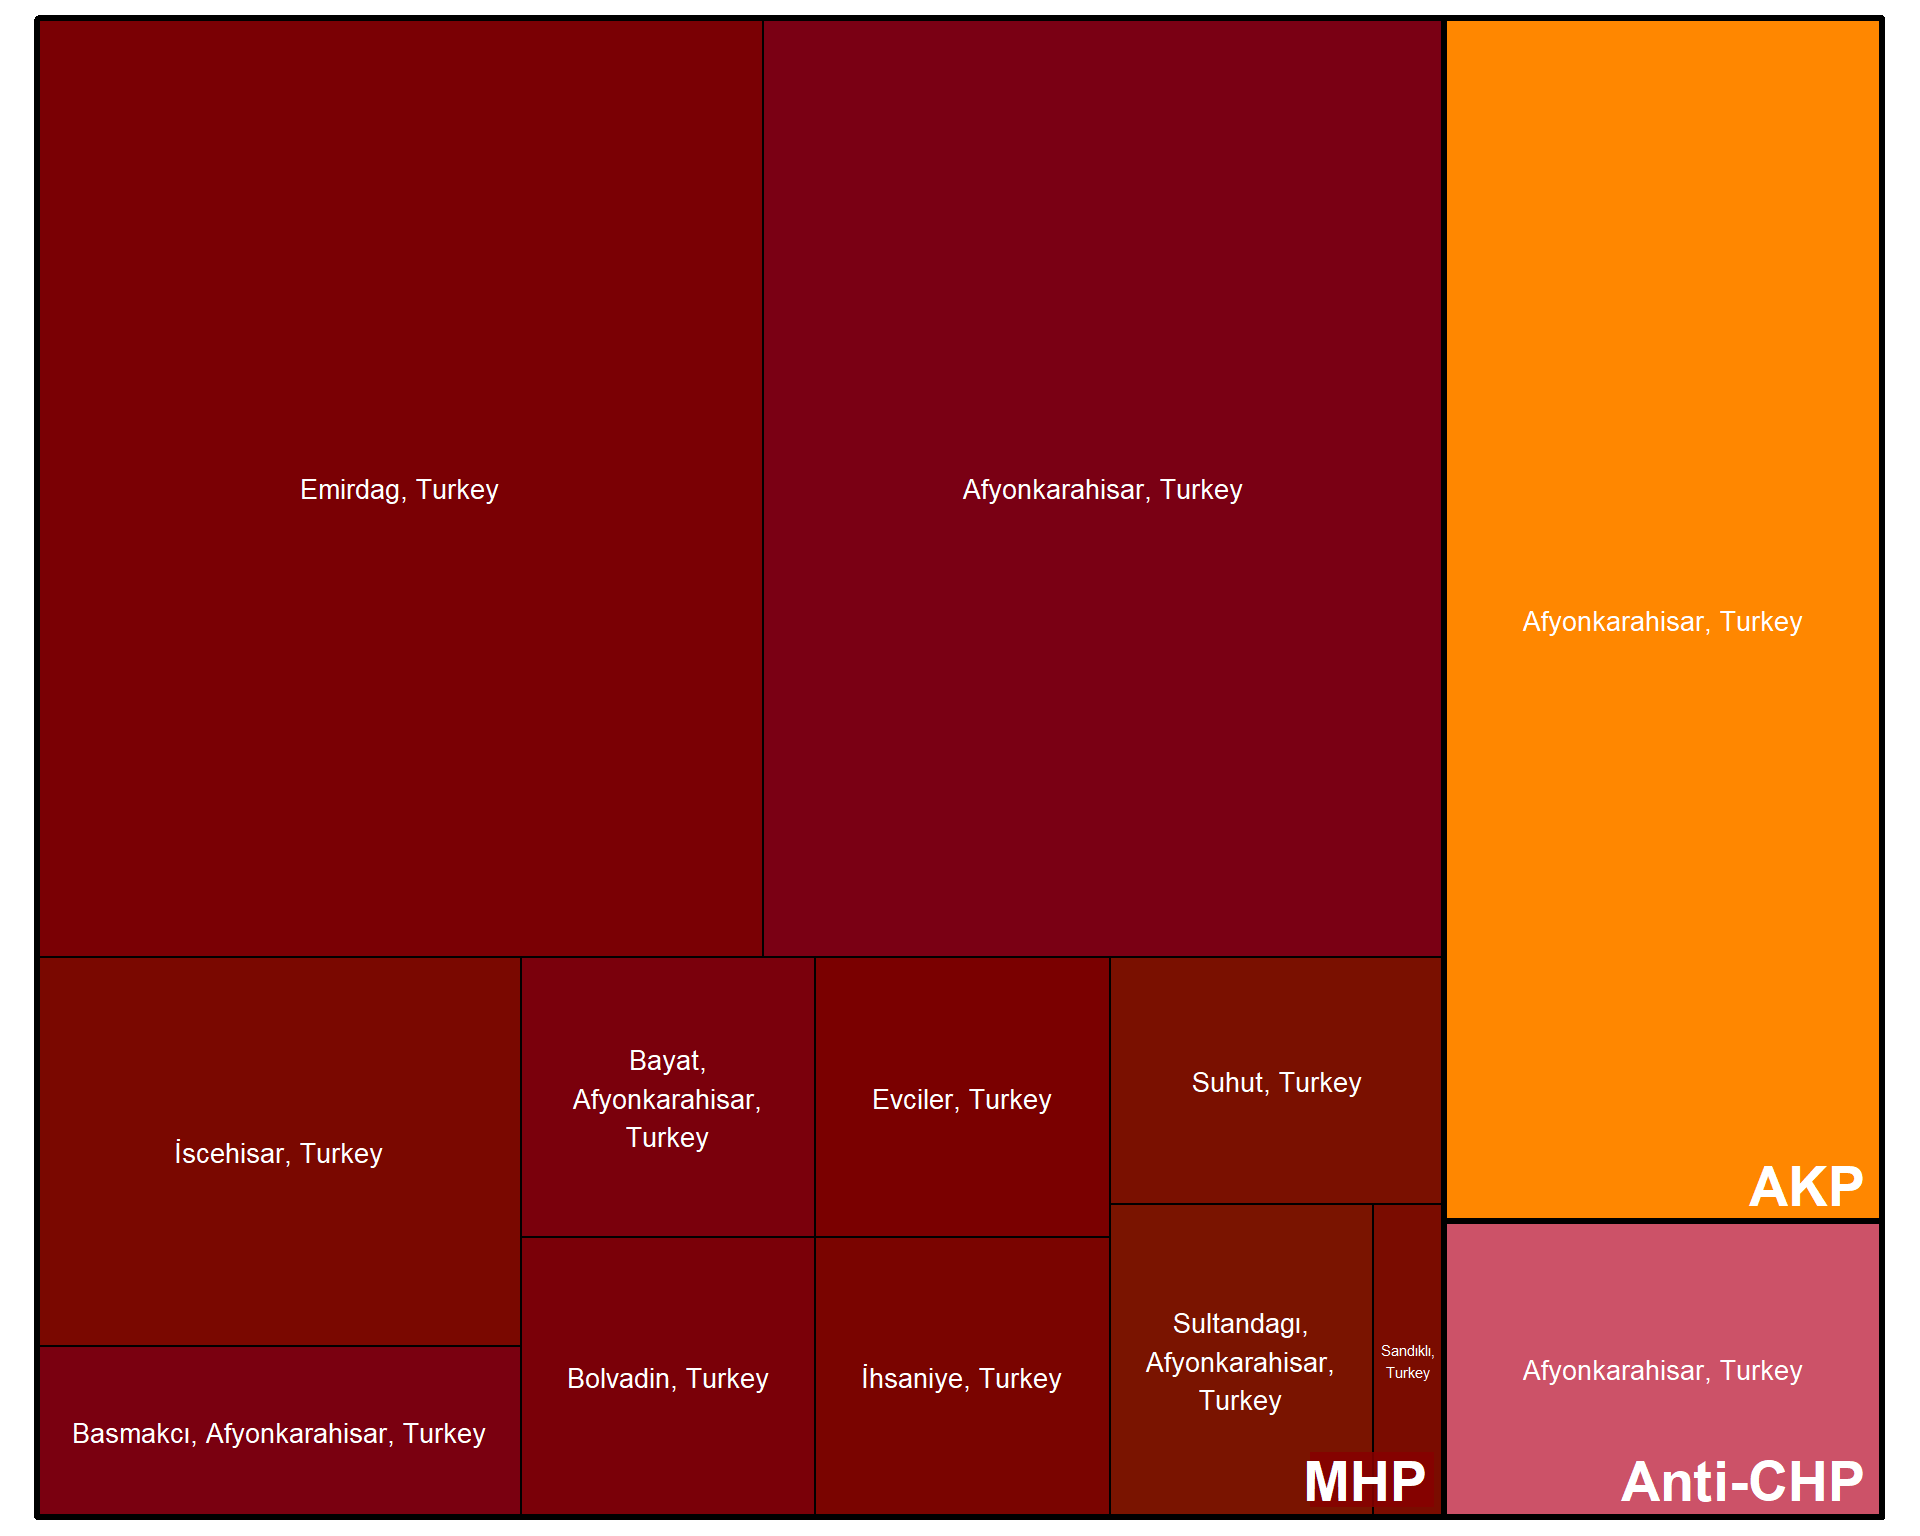 Emirdag, Turkey
Afyonkarahisar, Turkey
Afyonkarahisar, Turkey
AKP
İscehisar, Turkey
Basmakcı, Afyonkarahisar, Turkey
Bayat,
Afyonkarahisar,
Turkey
Bolvadin, Turkey
Evciler, Turkey
İhsaniye, Turkey
Suhut, Turkey
Sultandagı,
Afyonkarahisar,
Turkey
Sandıklı,
Turkey
MHP
Afyonkarahisar, Turkey
Anti-CHP